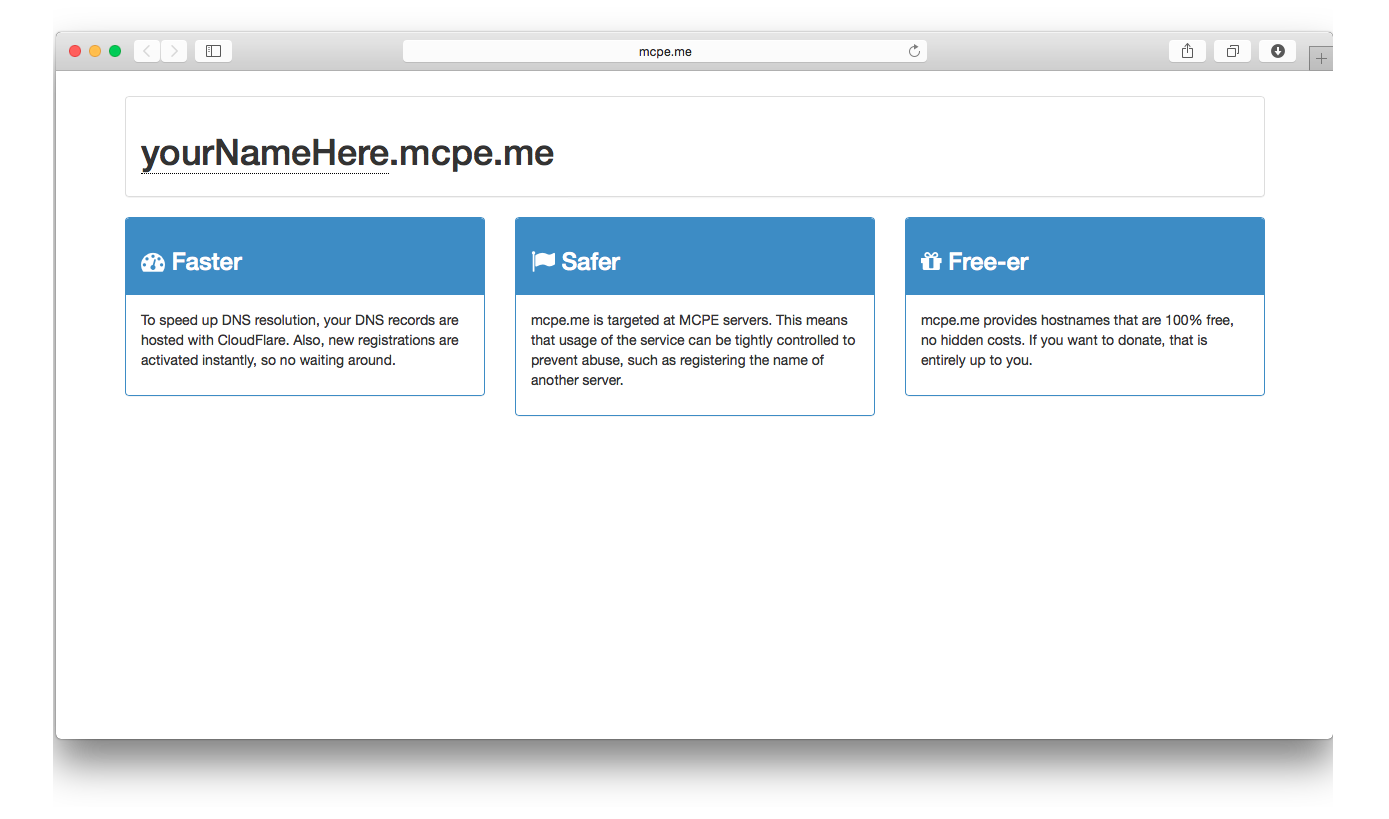 mcpe.me
yourNameHere.mcpe.me
Faster
To speed up DNS resolution, your DNS records are
hosted with CloudFlare. Also, new registrations are
activated instantly, so no waiting around.
Safer
mcpe.me is targeted at MCPE servers. This means
that usage of the service can be tightly controlled to
prevent abuse, such as registering the name of
another server.
Free-er
mcpe.me provides hostnames that are 100% free,
no hidden costs. If you want to donate, that is
entirely up to you.